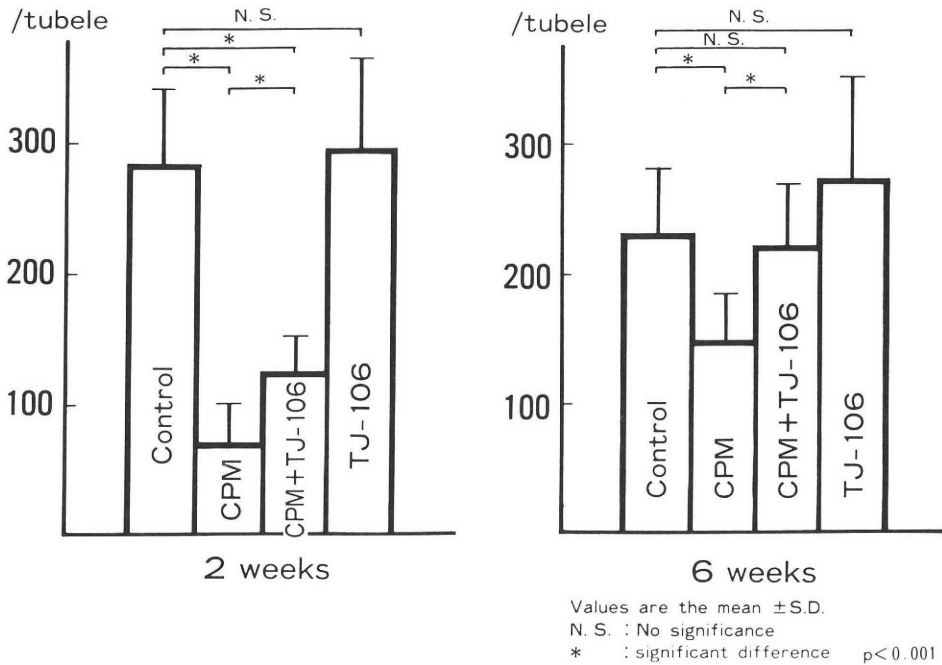 /tubele
N. S.
*
*
*
300
200
100
Control
CPM
CPM+TJ-106
TJ-106
2 weeks
/tubele
N. S.
N. S.
*
*
300
200
100
Control
CPM
CPM+TJ-106
TJ-106
6 weeks
Values are the mean ±S.D.
N. S. : No significance
* : significant difference p<0.001